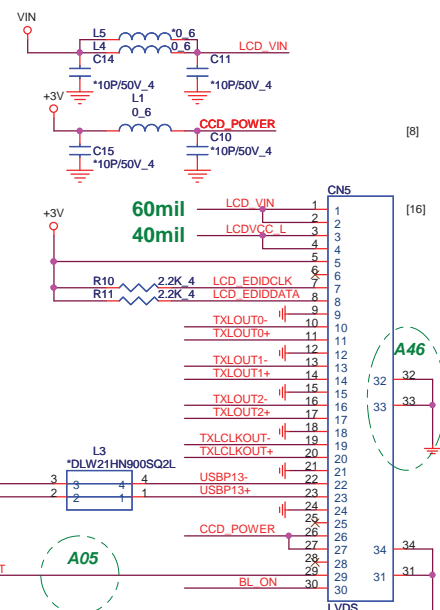 VIN
L5 *0_6
L4 0_6 LCD_VIN
C14 C11
*10P/50V_4 *10P/50V_4
+3V L1
0_6
CCD_POWER
C15 C10
*10P/50V_4 *10P/50V_4
[8]
CN5
60mil LCD_VIN 1 1 [16]
2 2
40mil LCDVCC_L 3 3
4 4
+3V
5 5
6 6
R10 2.2K_4 LCD_EDIDCLK 7 7
R11 2.2K_4 LCD_EDIDDATA 8 8
9 9
TXLOUT0- 10 10
TXLOUT0+ 11 11
12 12
A46
TXLOUT1- 13 13
TXLOUT1+ 14 14 32 32
15 15
TXLOUT2- 16 16 33 33
TXLOUT2+ 17 17
18 18
TXLCLKOUT- 19 19
TXLCLKOUT+ 20 20
L3
*DLW21HN900SQ2L
21 21
3 3 4 4 USBP13- 22 22
2 2 1 1 USBP13+ 23 23
24 24
25 25
CCD_POWER 26 26
27 27 34 34
28 28
T A05 29 29 31 31
BL_ON 30 30
LVDS